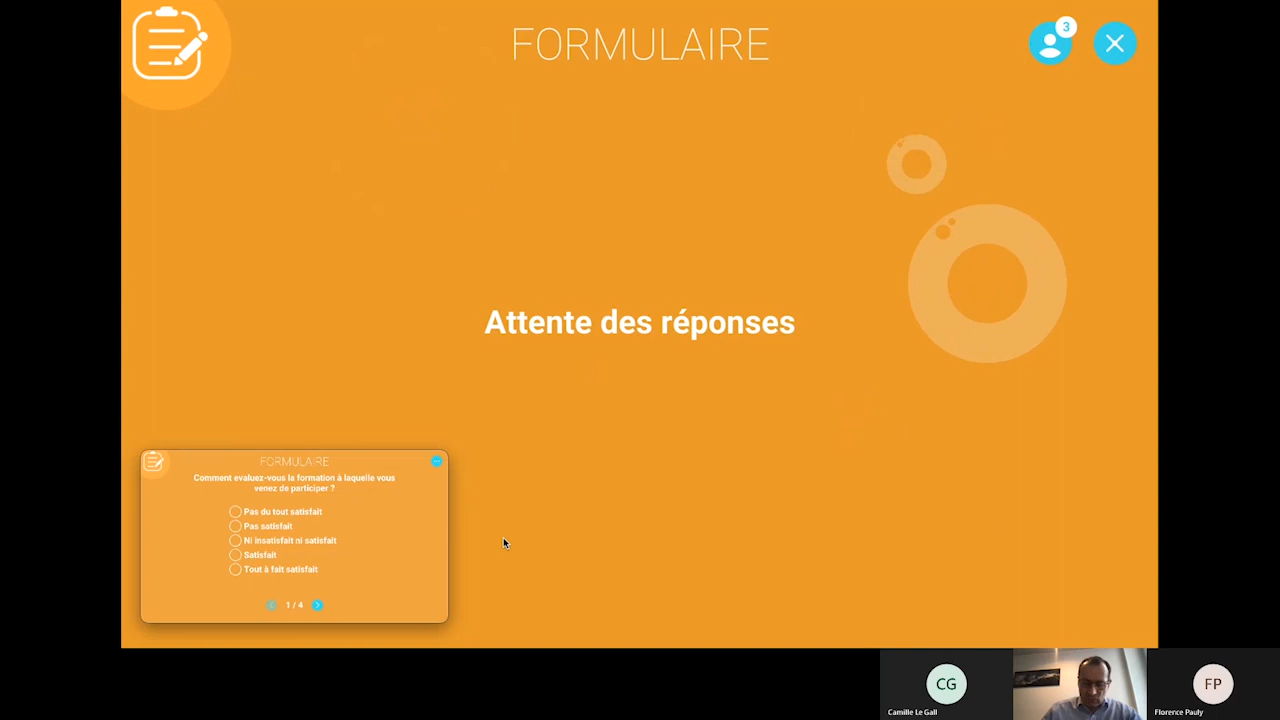 FORMULAIRE
3
Attente des réponses
FORMULAIRE
Comment evaluez-vous la formation à laquelle vous
venez de participer ?
Pas du tout satisfait
Pas satisfait
Ni insatisfait ni satisfait
Satisfait
Tout à fait satisfait
1 / 4
CG
FP
Camille Le Gall
Florence Pauly